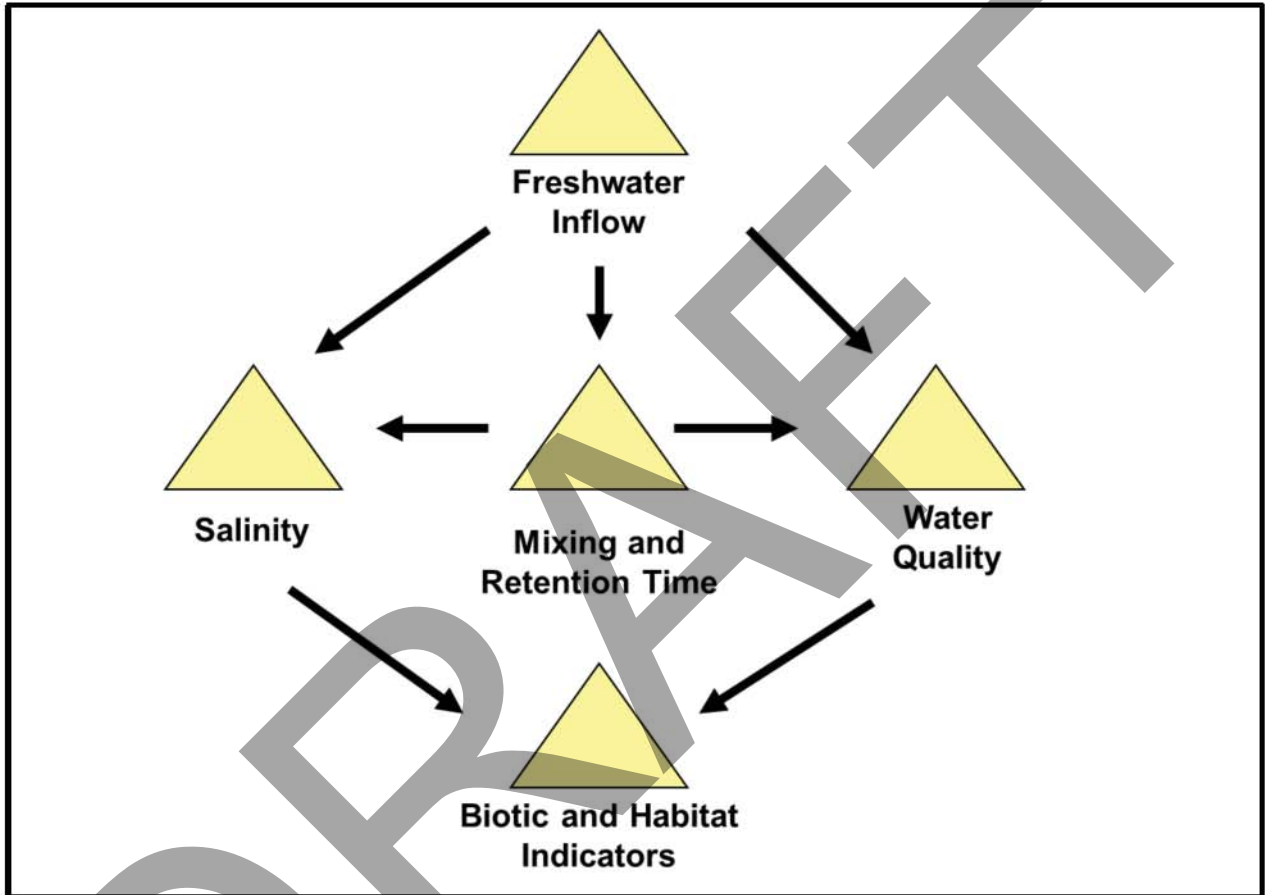 Freshwater
Inflow
Salinity
Mixing and
Retention Time
Water
Quality
Biotic and Habitat
Indicators
DRAFT